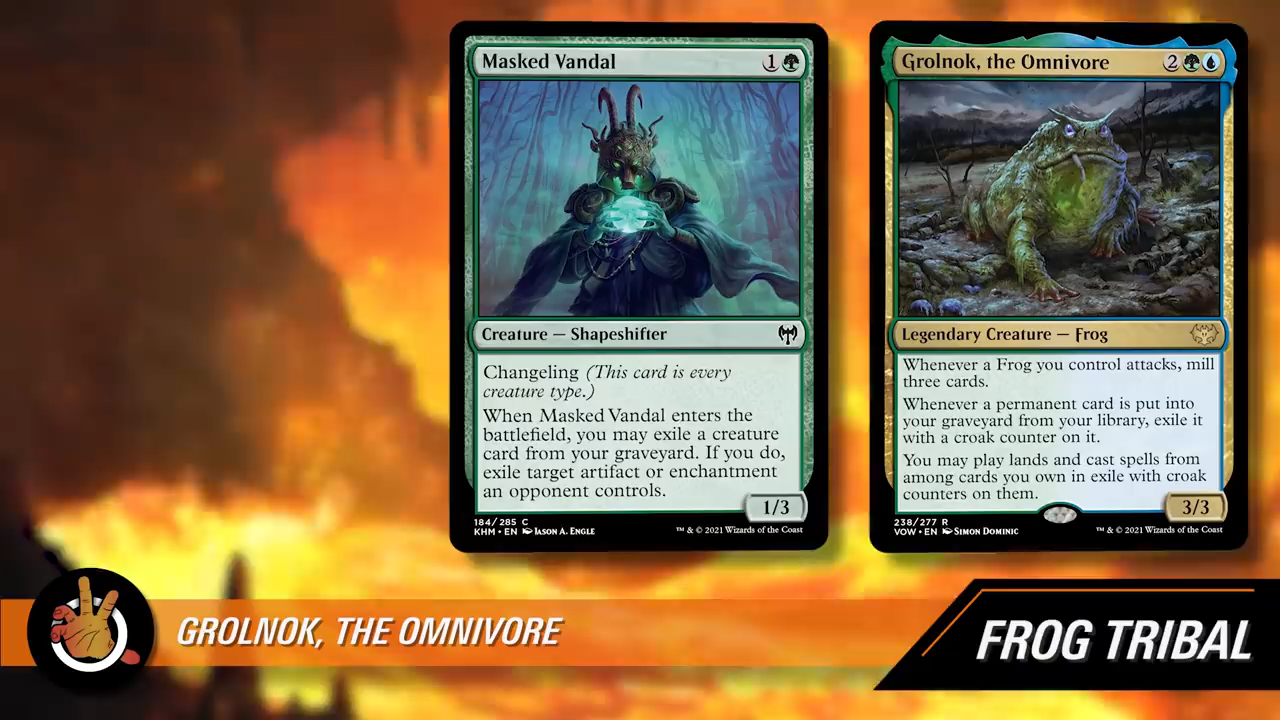 Masked Vandal 1
Creature — Shapeshifter
Changeling (This card is every
creature type.)
When Masked Vandal enters the
battlefield, you may exile a creature
card from your graveyard. If you do,
exile target artifact or enchantment
an opponent controls.
1/3
184/285 C
KHM • EN Jason A. Engle
™ & © 2021 Wizards of the Coast
Grolnok, the Omnivore 2
Legendary Creature — Frog
Whenever a Frog you control attacks, mill
three cards.
Whenever a permanent card is put into
your graveyard from your library, exile it
with a croak counter on it.
You may play lands and cast spells from
among cards you own in exile with croak
counters on them.
3/3
238/277 R
VOW • EN Simon Dominic
™ & © 2021 Wizards of the Coast
GROLNOK, THE OMNIVORE
FROG TRIBAL